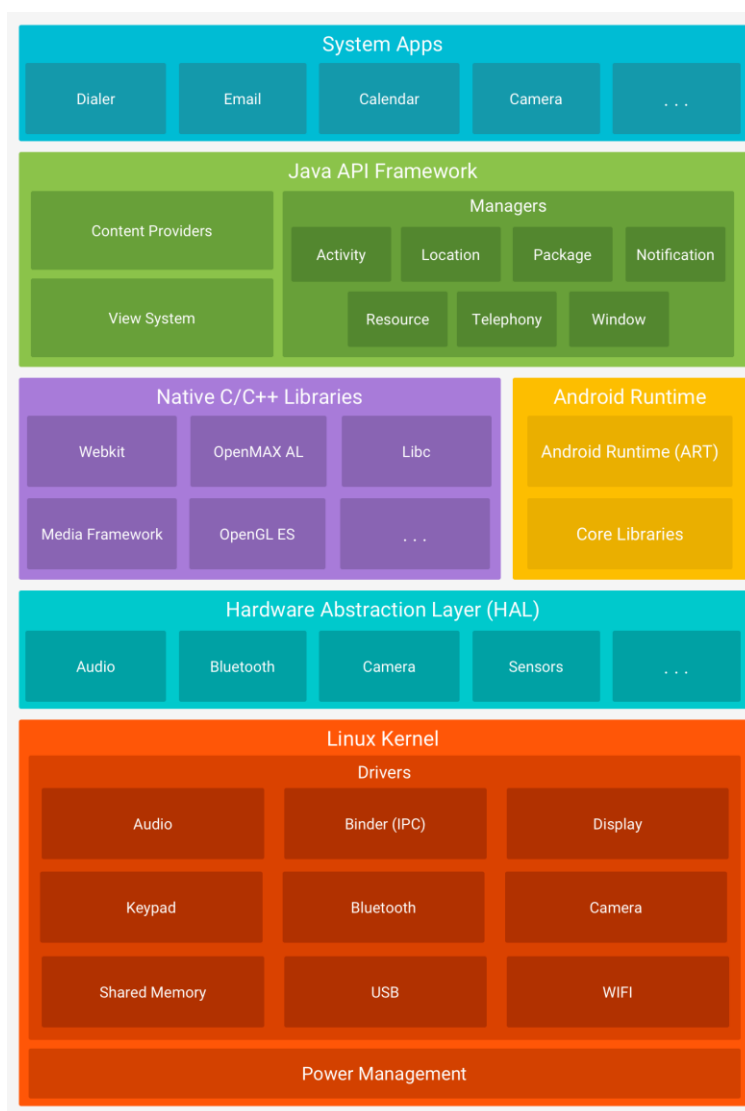 System Apps
Dialer
Email
Calendar
Camera
. . .
Java API Framework
Content Providers
View System
Managers
Activity
Location
Package
Notification
Resource
Telephony
Window
Native C/C++ Libraries
Webkit
OpenMAX AL
Libc
Media Framework
OpenGL ES
. . .
Android Runtime
Android Runtime (ART)
Core Libraries
Hardware Abstraction Layer (HAL)
Audio
Bluetooth
Camera
Sensors
. . .
Linux Kernel
Drivers
Audio
Binder (IPC)
Display
Keypad
Bluetooth
Camera
Shared Memory
USB
WIFI
Power Management